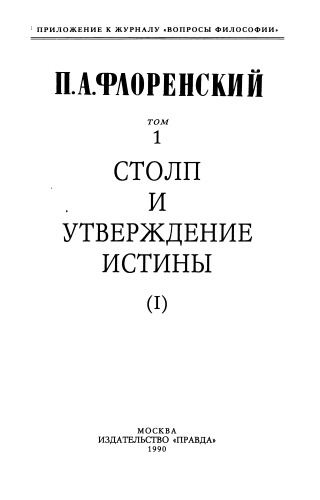 ПРИЛОЖЕНИЕ К ЖУРНАЛУ «ВОПРОСЫ ФИЛОСОФИИ»
П.А.ФЛОРЕНСКИЙ
ТОМ
1
СТОЛП
И
УТВЕРЖДЕНИЕ
ИСТИНЫ
(I)
МОСКВА
ИЗДАТЕЛЬСТВО «ПРАВДА»
1990